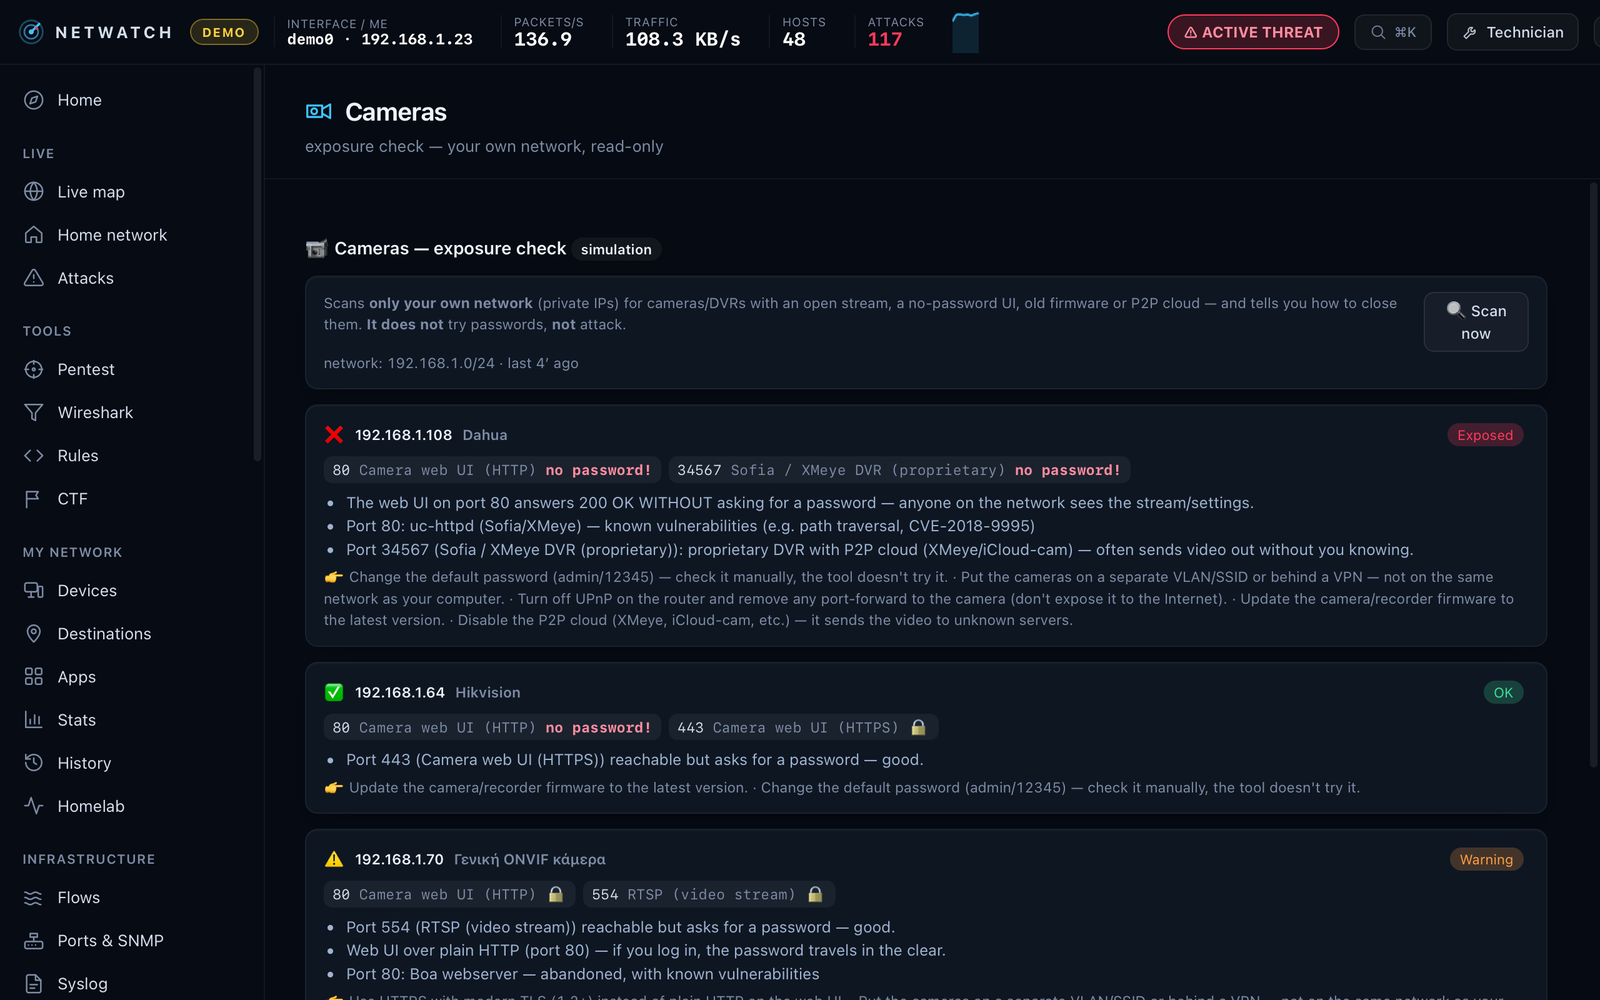 NETWATCH DEMO
INTERFACE / ME
demo0 · 192.168.1.23
PACKETS/S
136.9
TRAFFIC
108.3 KB/s
HOSTS
48
ATTACKS
117
ACTIVE THREAT
⌘K
Technician
Home
LIVE
Live map
Home network
Attacks
TOOLS
Pentest
Wireshark
Rules
CTF
MY NETWORK
Devices
Destinations
Apps
Stats
History
Homelab
INFRASTRUCTURE
Flows
Ports & SNMP
Syslog
Cameras
exposure check — your own network, read-only
Cameras — exposure check simulation
Scans only your own network (private IPs) for cameras/DVRs with an open stream, a no-password UI, old firmware or P2P cloud — and tells you how to close
them. It does not try passwords, not attack.
network: 192.168.1.0/24 · last 4′ ago
Scan
now
192.168.1.108 Dahua
Exposed
80 Camera web UI (HTTP) no password! 34567 Sofia / XMeye DVR (proprietary) no password!
• The web UI on port 80 answers 200 OK WITHOUT asking for a password — anyone on the network sees the stream/settings.
• Port 80: uc-httpd (Sofia/XMeye) — known vulnerabilities (e.g. path traversal, CVE-2018-9995)
• Port 34567 (Sofia / XMeye DVR (proprietary)): proprietary DVR with P2P cloud (XMeye/iCloud-cam) — often sends video out without you knowing.
👉 Change the default password (admin/12345) — check it manually, the tool doesn't try it. · Put the cameras on a separate VLAN/SSID or behind a VPN — not on the same
network as your computer. · Turn off UPnP on the router and remove any port-forward to the camera (don't expose it to the Internet). · Update the camera/recorder firmware to
the latest version. · Disable the P2P cloud (XMeye, iCloud-cam, etc.) — it sends the video to unknown servers.
192.168.1.64 Hikvision
OK
80 Camera web UI (HTTP) no password! 443 Camera web UI (HTTPS) 🔒
• Port 443 (Camera web UI (HTTPS)) reachable but asks for a password — good.
👉 Update the camera/recorder firmware to the latest version. · Change the default password (admin/12345) — check it manually, the tool doesn't try it.
192.168.1.70 Γενική ONVIF κάμερα
Warning
80 Camera web UI (HTTP) 🔒 554 RTSP (video stream) 🔒
• Port 554 (RTSP (video stream)) reachable but asks for a password — good.
• Web UI over plain HTTP (port 80) — if you log in, the password travels in the clear.
• Port 80: Boa webserver — abandoned, with known vulnerabilities